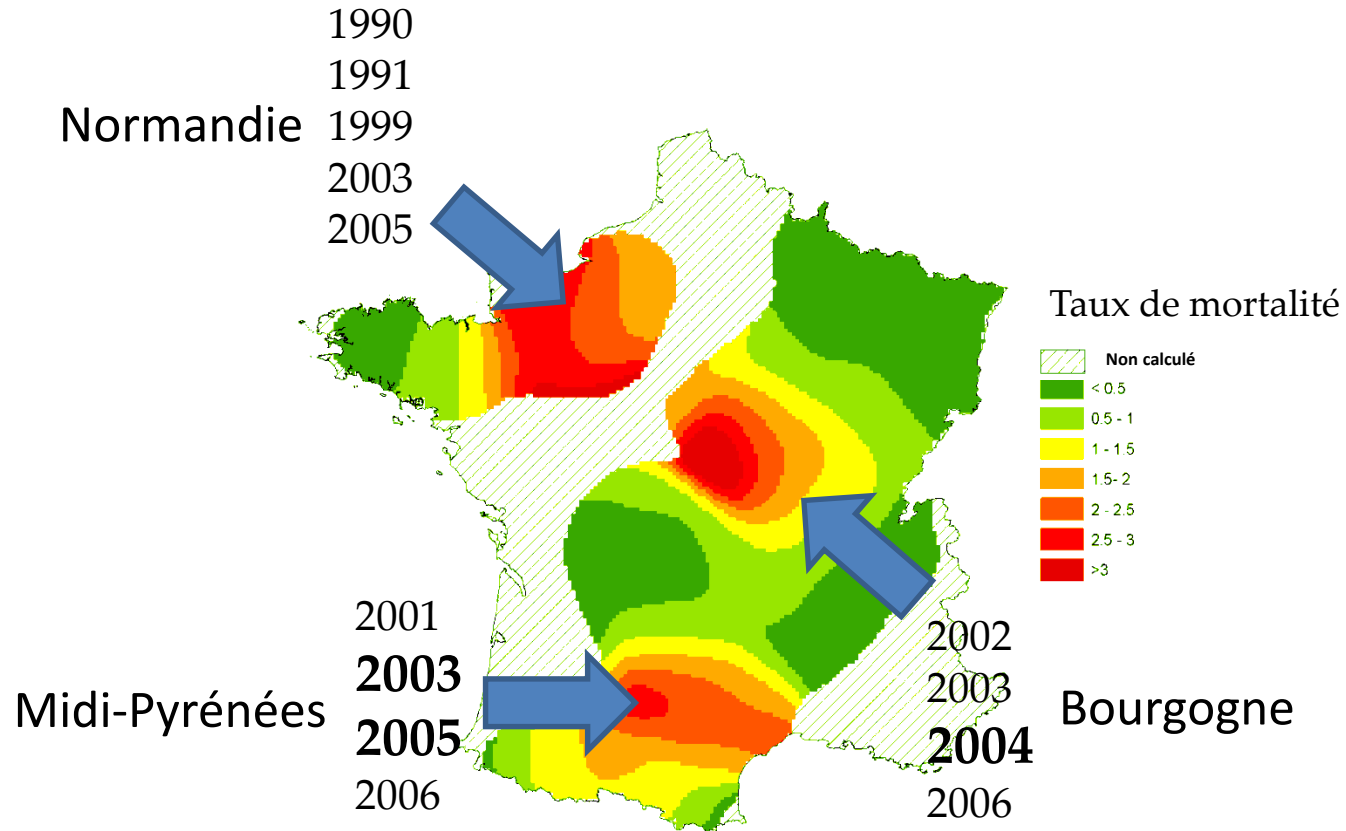 1990
1991
Normandie
1999
2003
2005
Taux de mortalité
Non calculé
< 0.5
0.5 - 1
1 - 1.5
1.5- 2
2 - 2.5
2.5 - 3
>3
2001
2003
Midi-Pyrénées
2005
2006
2002
2003
Bourgogne
2004
2006